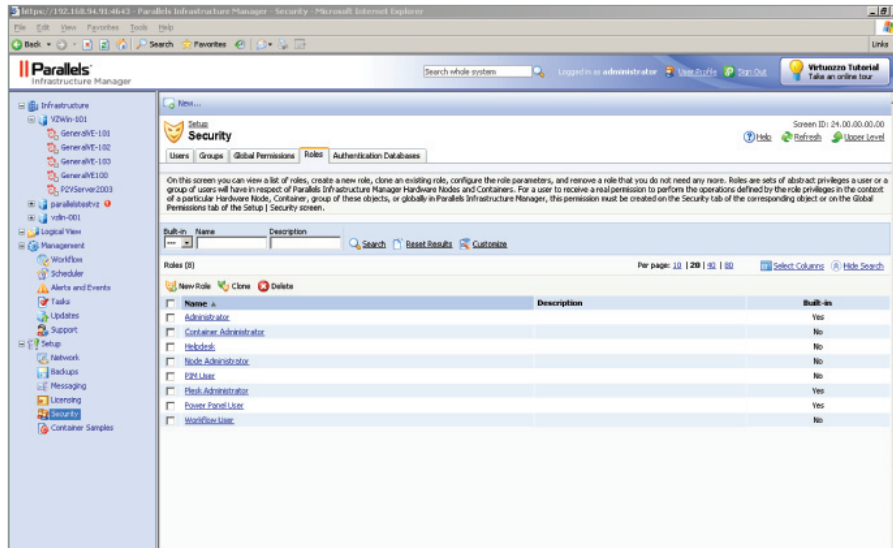 https://192.168.94.91:4643 - Parallels Infrastructure Manager - Security - Microsoft Internet Explorer
File Edit View Favorites Tools Help
Back Search Favorites Links
Parallels
Infrastructure Manager
Search whole system Logged in as administrator User Profile Sign Out
Virtuozzo Tutorial
Take an online tour
Infrastructure
VZWin-101
GeneralVE-101
GeneralVE-102
GeneralVE-103
GeneralVE100
P2VServer2003
parallelstestvz
vzlin-001
Logical View
Management
Workflow
Scheduler
Alerts and Events
Tasks
Updates
Support
Setup
Network
Backups
Messaging
Licensing
Security
Container Samples
New...
Setup
Security
Screen ID: 24.00.00.00.00
Help Refresh Upper Level
Users Groups Global Permissions Roles Authentication Databases
On this screen you can view a list of roles, create a new role, clone an existing role, configure the role parameters, and remove a role that you do not need any more. Roles are sets of abstract privileges a user or a
group of users will have in respect of Parallels Infrastructure Manager Hardware Nodes and Containers. For a user to receive a real permission to perform the operations defined by the role privileges in the context
of a particular Hardware Node, Container, group of these objects, or globally in Parallels Infrastructure Manager, this permission must be created on the Security tab of the corresponding object or on the Global
Permissions tab of the Setup | Security screen.
Built-in Name Description
--- Search Reset Results Customize
Roles (8) Per page: 10 | 20 | 40 | 80 Select Columns Hide Search
New Role Clone Delete
Name Description Built-in
Administrator Yes
Container Administrator No
Helpdesk No
Node Administrator No
PIM User No
Plesk Administrator Yes
Power Panel User Yes
Workflow User No